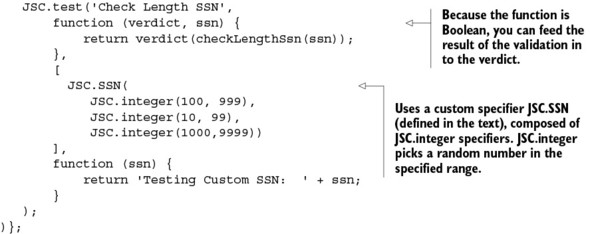 JSC.test('Check Length SSN',
function (verdict, ssn) {
return verdict(checkLengthSsn(ssn));
},
[
JSC.SSN(
JSC.integer(100, 999),
JSC.integer(10, 99),
JSC.integer(1000,9999))
],
function (ssn) {
return 'Testing Custom SSN:  ' + ssn;
}
);
)};
Because the function is
Boolean, you can feed the
result of the validation in
to the verdict.
Uses a custom specifier JSC.SSN
(defined in the text), composed of
JSC.integer specifiers. JSC.integer
picks a random number in the
specified range.